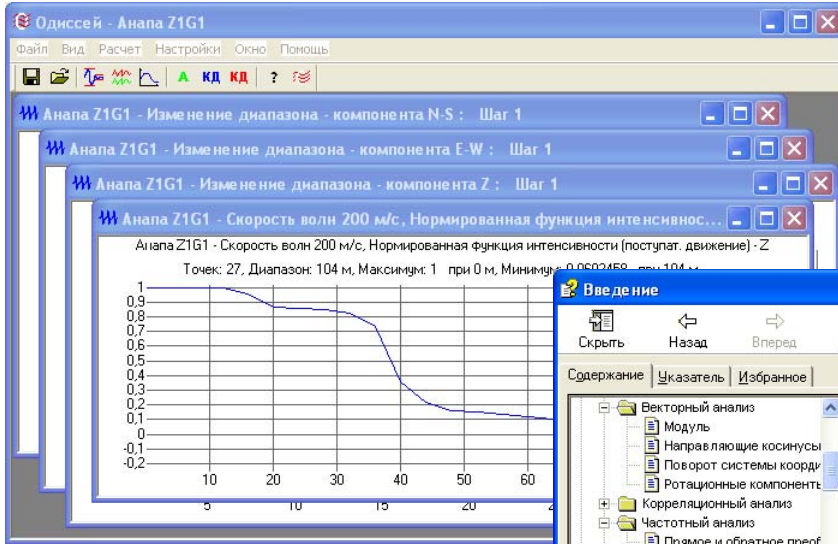 Одиссей - Анапа Z1G1
Файл Вид Расчет Настройки Окно Помощь
А КД КД ?
Анапа Z1G1 - Изменение диапазона - компонента N-S : Шаг 1
Анапа Z1G1 - Изменение диапазона - компонента E-W : Шаг 1
Анапа Z1G1 - Изменение диапазона - компонента Z : Шаг 1
Анапа Z1G1 - Скорость волн 200 м/с, Нормированная функция интенсивнос...
Анапа Z1G1 - Скорость волн 200 м/с, Нормированная функция интенсивности (поступат. движение) - Z
Точек: 27, Диапазон: 104 м, Максимум: 1 при 0 м, Минимум:
1
0,9
0,8
0,7
0,6
0,5
0,4
0,3
0,2
0,1
0
-0,1
-0,2
10 20 30 40 50 60
5 10 15 20
Введение
Скрыть Назад Вперед
Содержание Указатель Избранное
Векторный анализ
Модуль
Направляющие косинусы
Поворот системы коорди
Ротационные компоненть
Корреляционный анализ
Частотный анализ
Прямое и обратное преоб